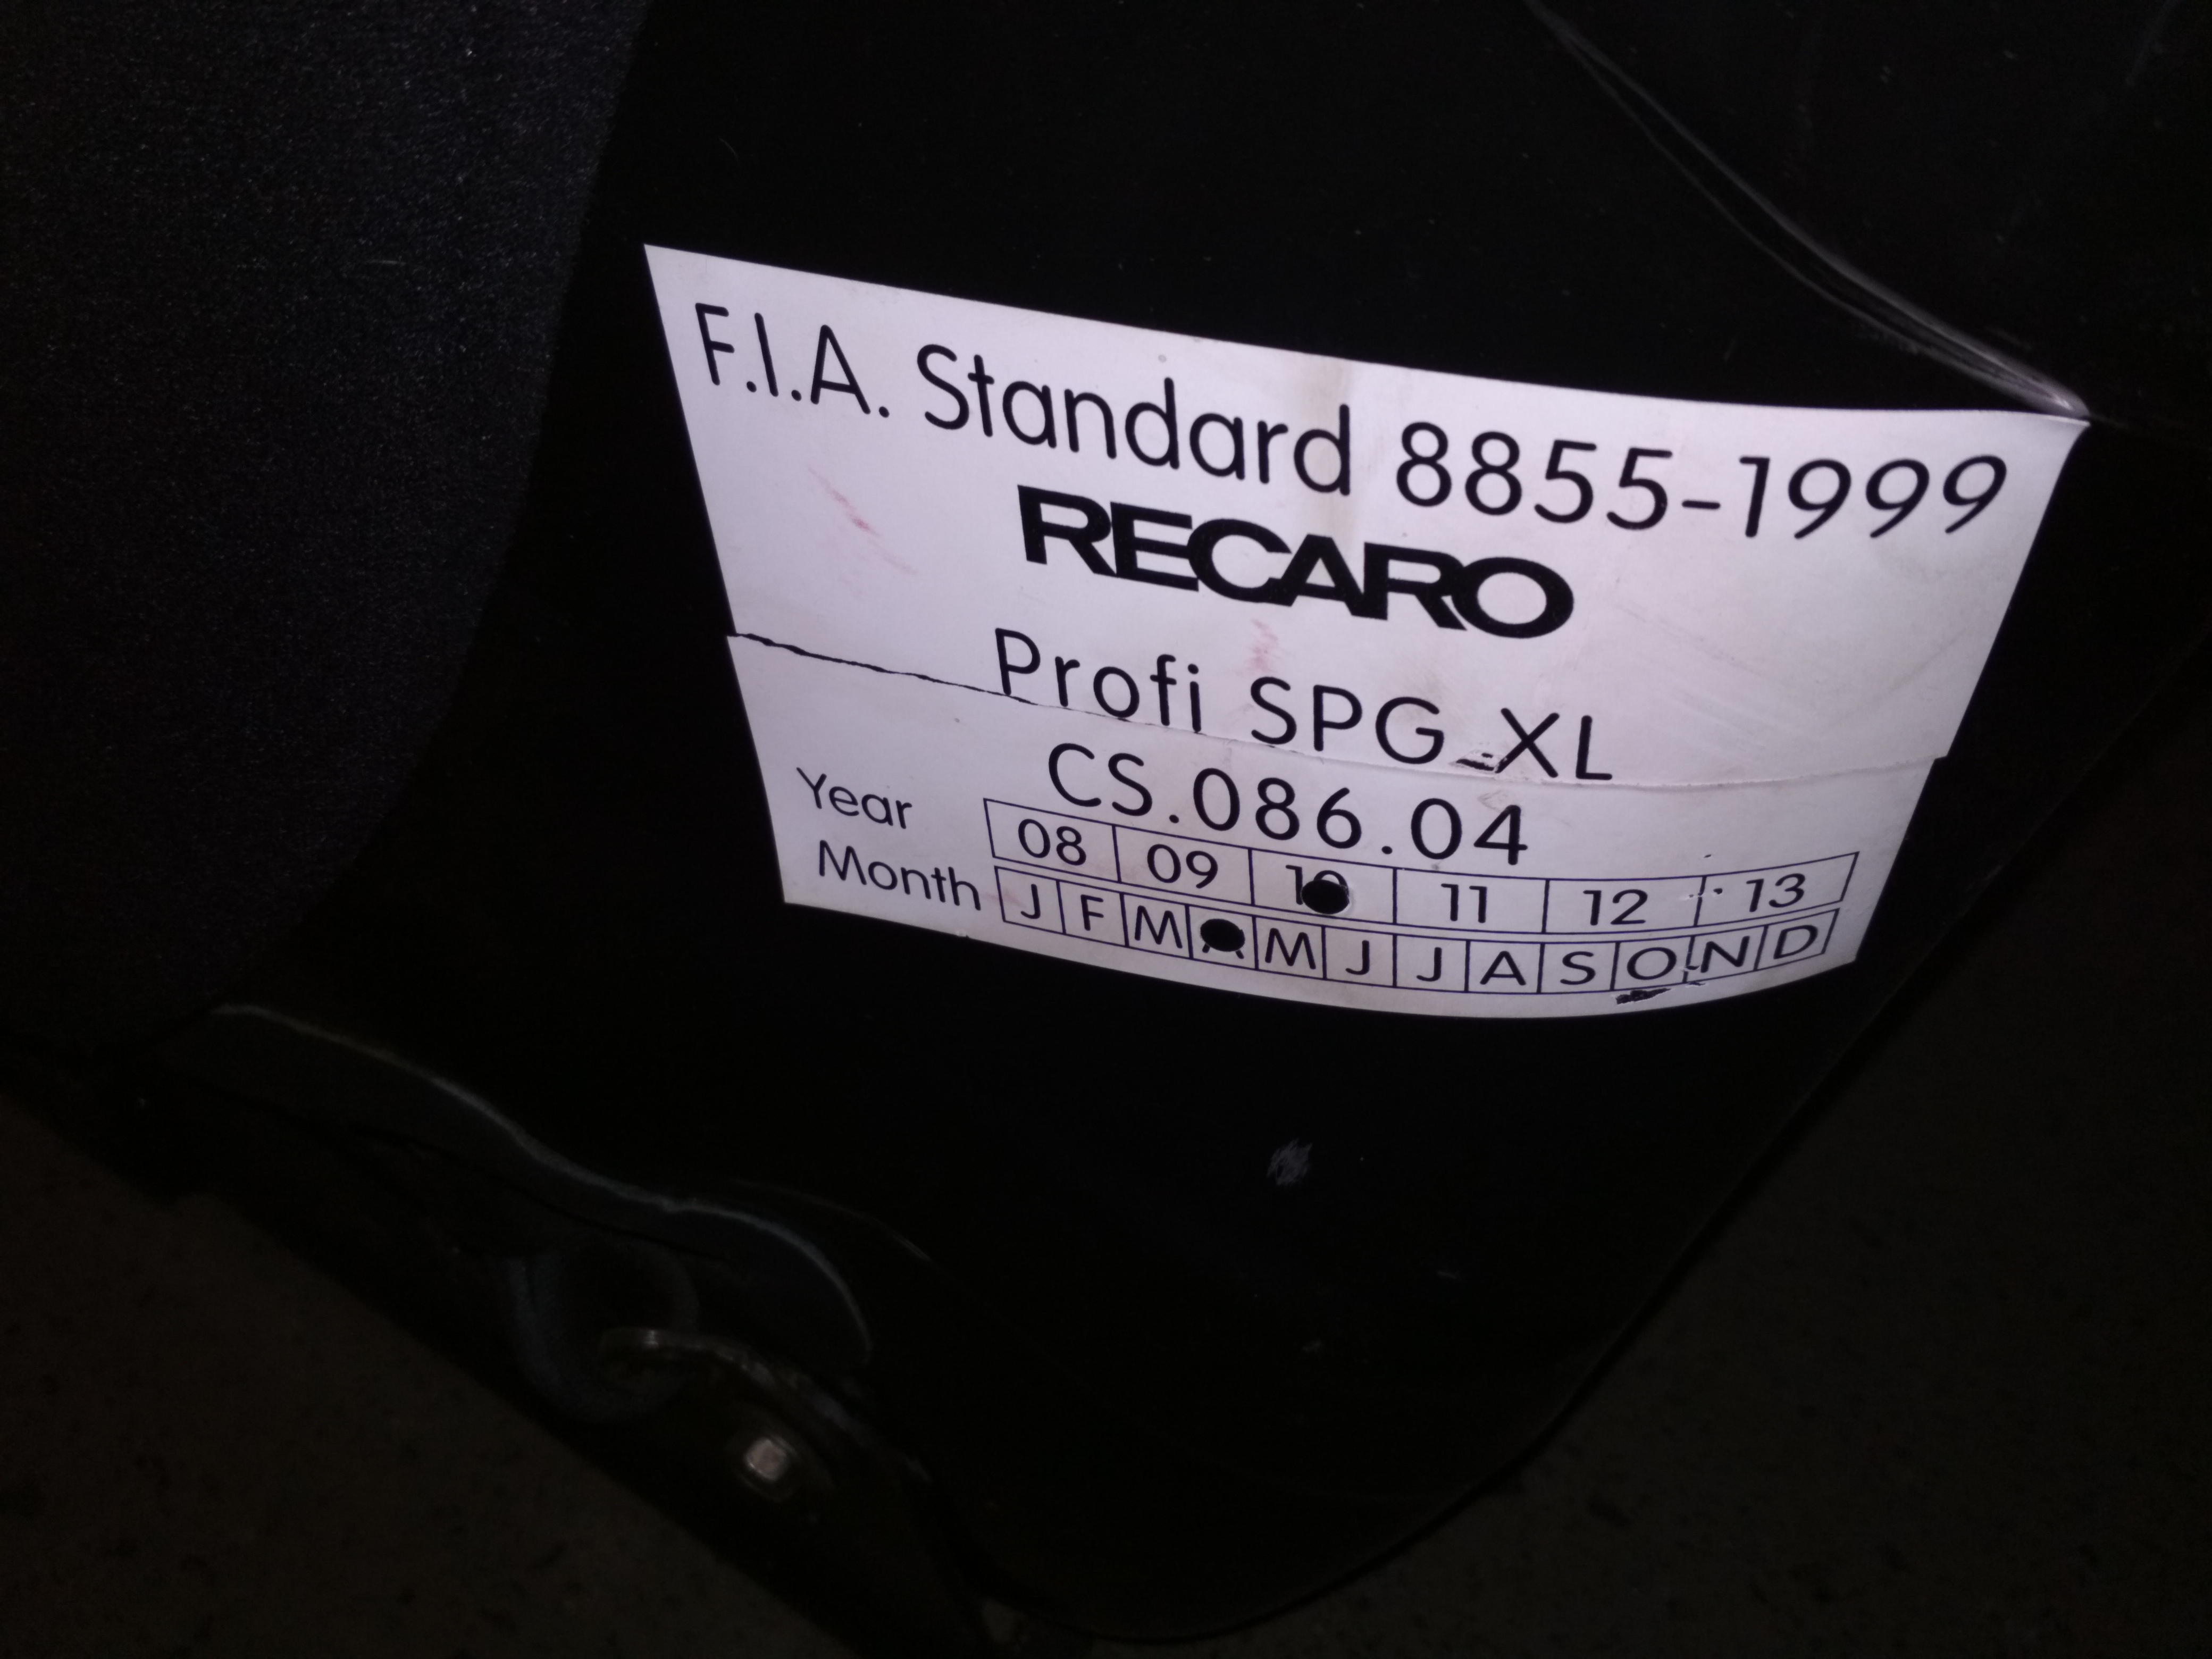 F.I.A. Standard 8855-1999
RECARO
Profi SPG-XL
CS.086.04
Year 08 09 10 11 12 13
Month J F M A M J J A S O N D